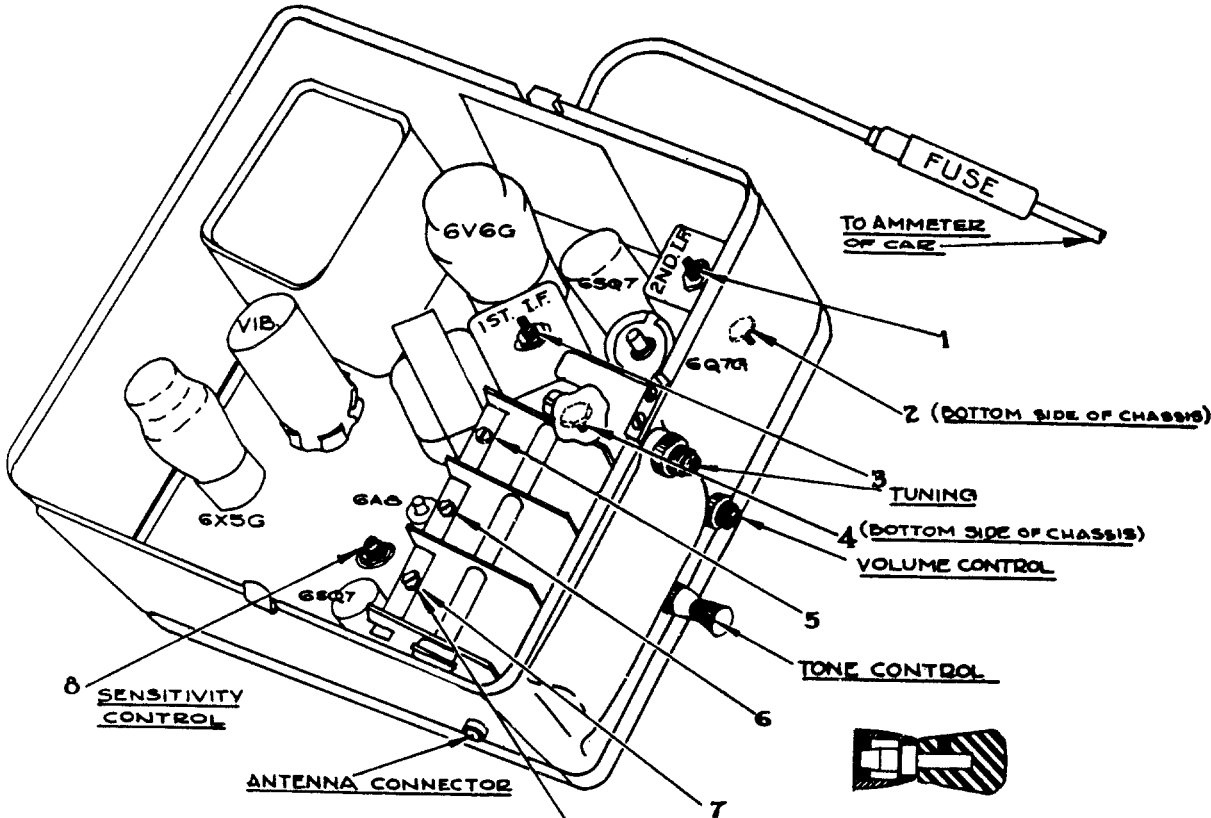 FUSE
TO AMMETER
OF CAR
6V6G
6SQ7
2ND. I.F.
1ST. I.F.
VIB.
6Q7G
1
2 (BOTTOM SIDE OF CHASSIS)
3
TUNING
4 (BOTTOM SIDE OF CHASSIS)
VOLUME CONTROL
6X5G
6A8
5
6SQ7
TONE CONTROL
8 SENSITIVITY
CONTROL
6
ANTENNA CONNECTOR
7